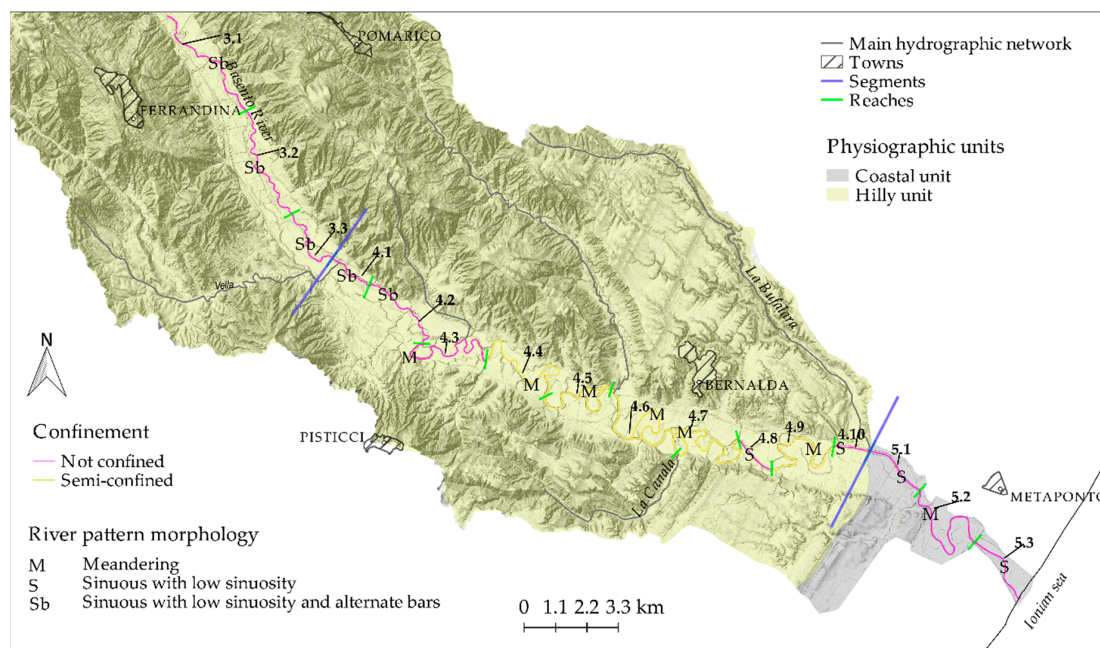 3.1
POMARICO
Sb
Basento River
FERRANDINA
3.2
Sb
Sb
3.3
4.1
Sb
Sb
Vella
4.2
4.3
M
4.4
M
4.5
M
4.6
M
4.7
M
BERNALDA
La Bufalara
4.8
S
4.9
M
4.10
S
La Canala
PISTICCI
5.1
S
5.2
M
METAPONTO
5.3
S
Ionian sea
Main hydrographic network
Towns
Segments
Reaches
Physiographic units
Coastal unit
Hilly unit
N
Confinement
Not confined
Semi-confined
River pattern morphology
M Meandering
S Sinuous with low sinuosity
Sb Sinuous with low sinuosity and alternate bars
0 1.1 2.2 3.3 km